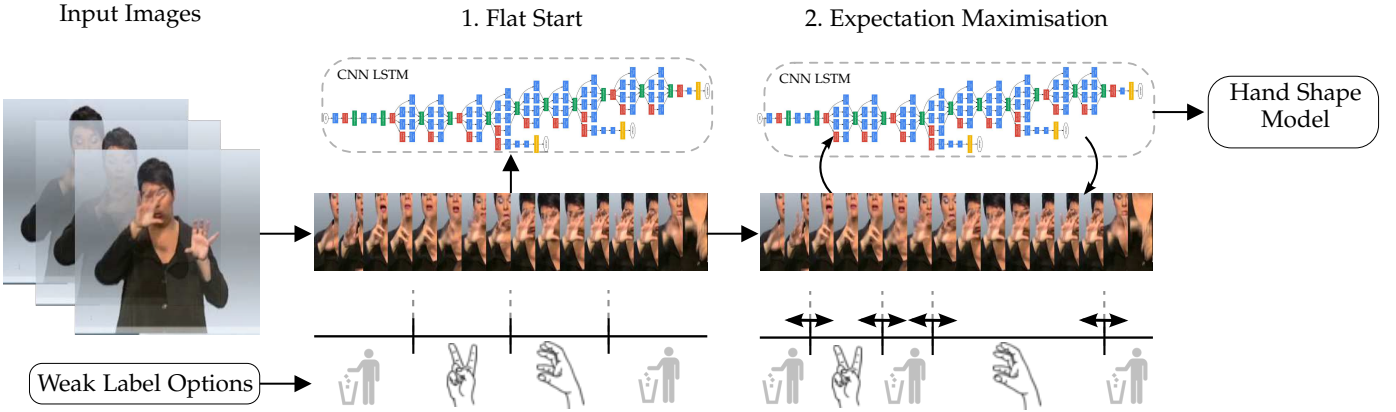 Input Images
1. Flat Start
2. Expectation Maximisation
CNN LSTM
CNN LSTM
Hand Shape
Model
Weak Label Options